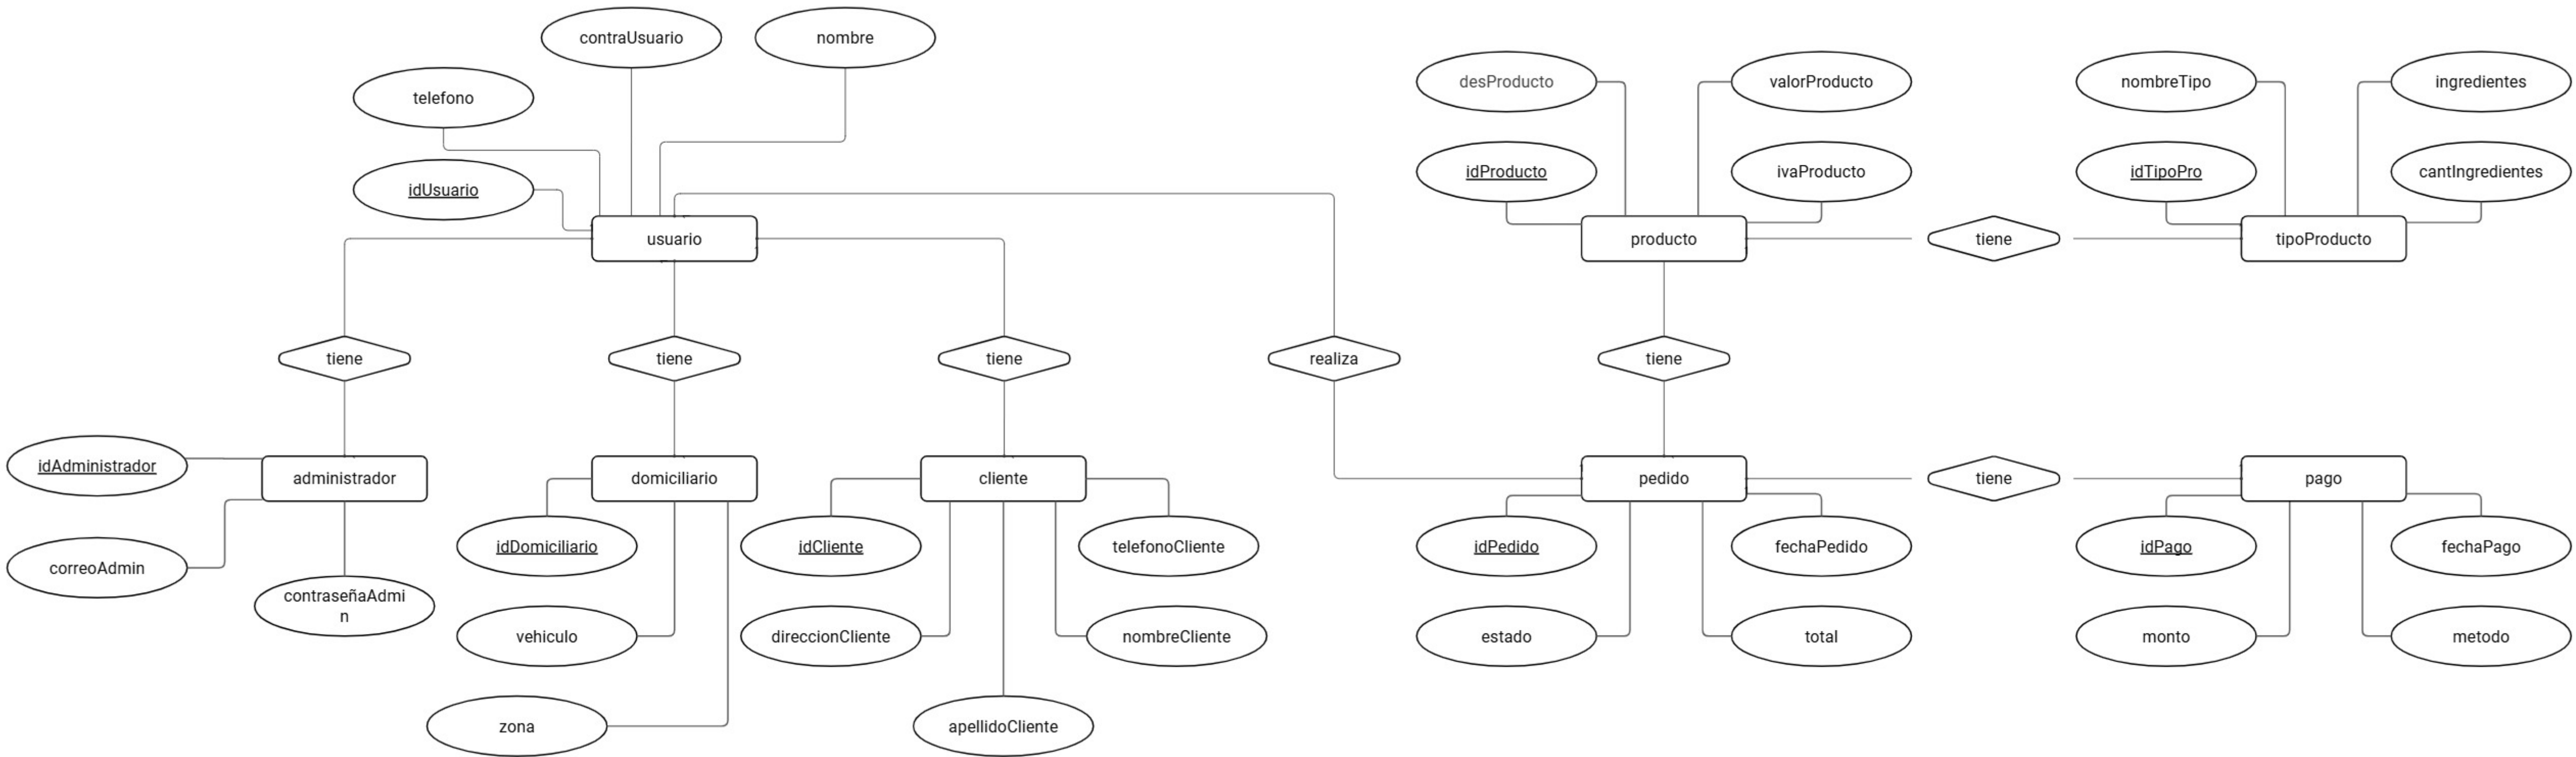 contraUsuario
nombre
telefono
idUsuario
desProducto
valorProducto
nombreTipo
ingredientes
idProducto
ivaProducto
idTipoPro
cantIngredientes
usuario
producto
tiene
tipoProducto
tiene
tiene
tiene
realiza
tiene
idAdministrador
administrador
domiciliario
cliente
pedido
tiene
pago
correoAdmin
contraseñaAdmi
n
idDomiciliario
idCliente
telefonoCliente
idPedido
fechaPedido
idPago
fechaPago
vehiculo
direccionCliente
nombreCliente
estado
total
monto
metodo
zona
apellidoCliente